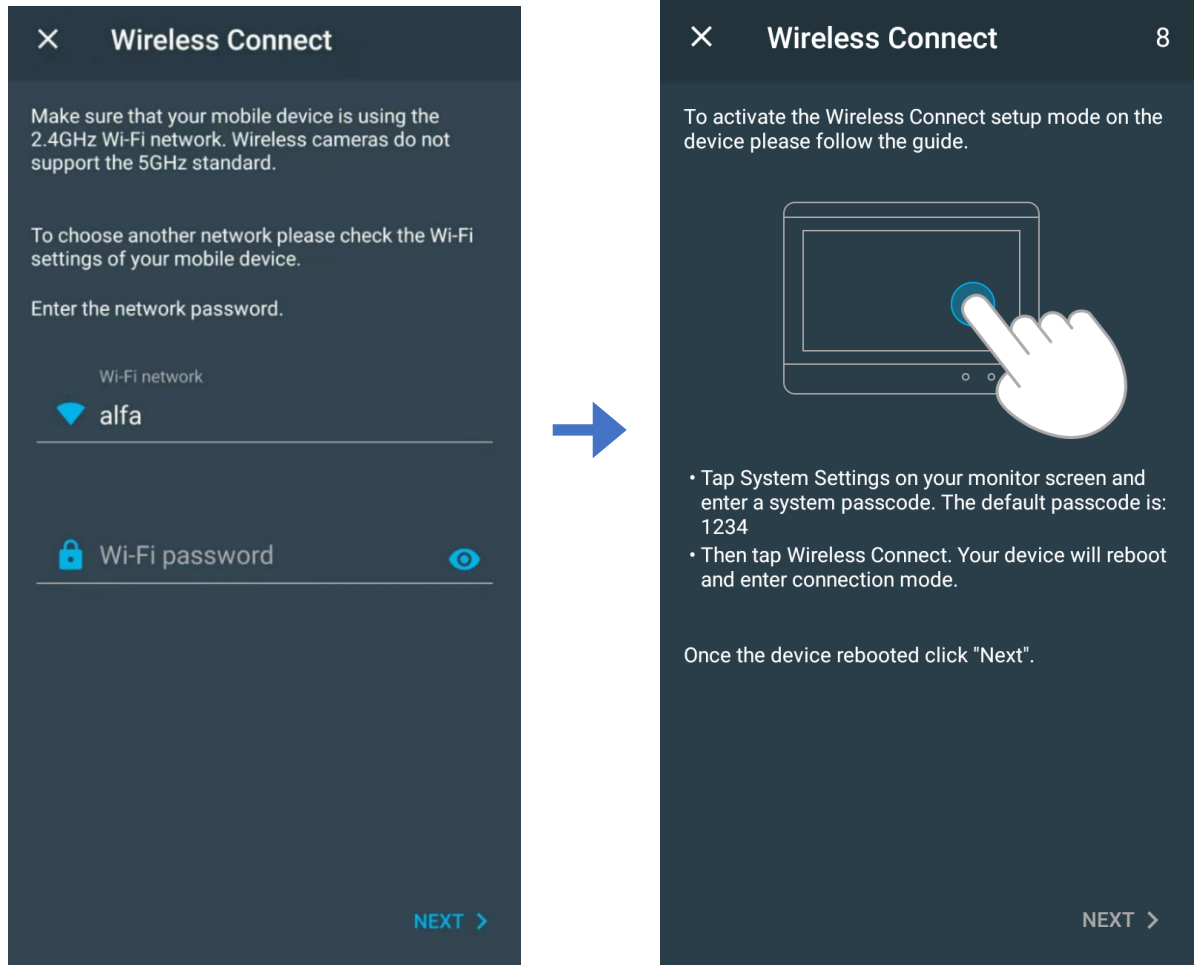 Wireless Connect
Make sure that your mobile device is using the
2.4GHz Wi-Fi network. Wireless cameras do not
support the 5GHz standard.
To choose another network please check the Wi-Fi
settings of your mobile device.
Enter the network password.
Wi-Fi network
alfa
Wi-Fi password
NEXT
Wireless Connect 8
To activate the Wireless Connect setup mode on the
device please follow the guide.
• Tap System Settings on your monitor screen and
enter a system passcode. The default passcode is:
1234
• Then tap Wireless Connect. Your device will reboot
and enter connection mode.
Once the device rebooted click "Next".
NEXT